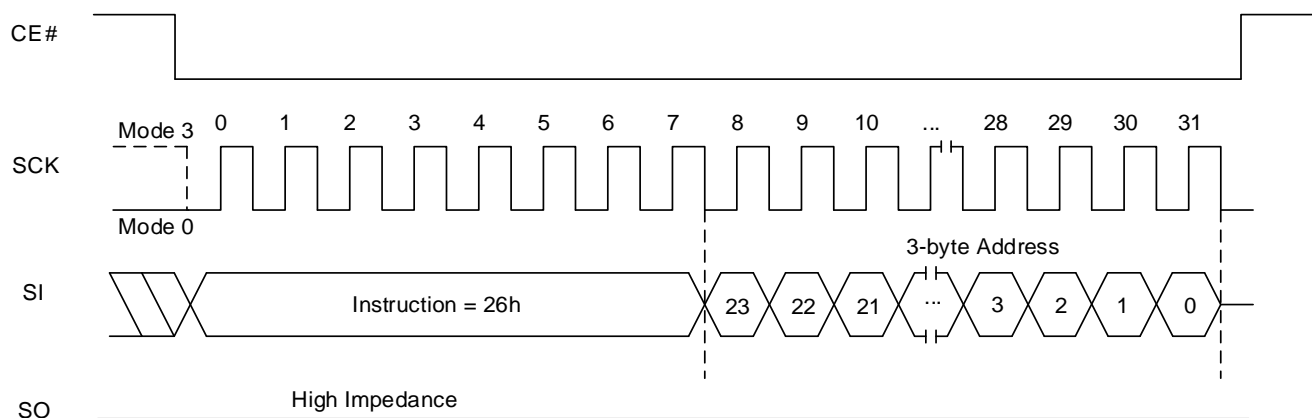 CE#
Mode 3 0 1 2 3 4 5 6 7 8 9 10 ... 28 29 30 31
SCK
Mode 0
3-byte Address
SI Instruction = 26h 23 22 21 ... 3 2 1 0
High Impedance
SO